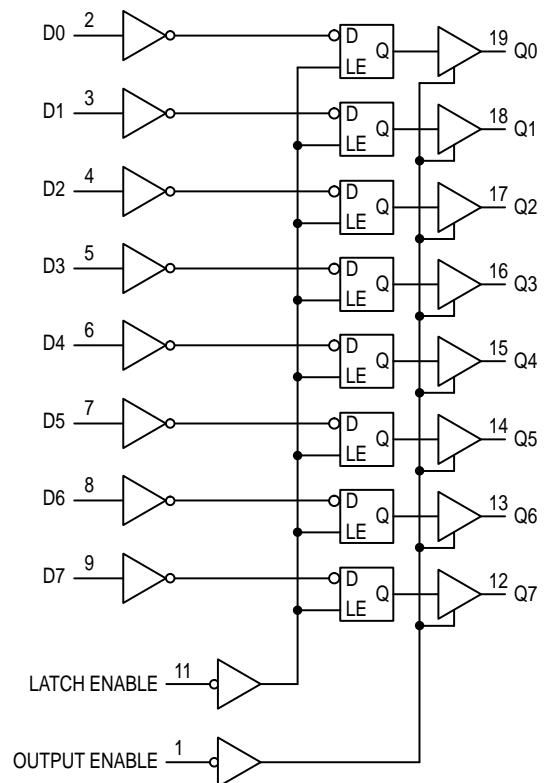 D0 2 D Q LE 19 Q0
D1 3 D Q LE 18 Q1
D2 4 D Q LE 17 Q2
D3 5 D Q LE 16 Q3
D4 6 D Q LE 15 Q4
D5 7 D Q LE 14 Q5
D6 8 D Q LE 13 Q6
D7 9 D Q LE 12 Q7
LATCH ENABLE 11
OUTPUT ENABLE 1